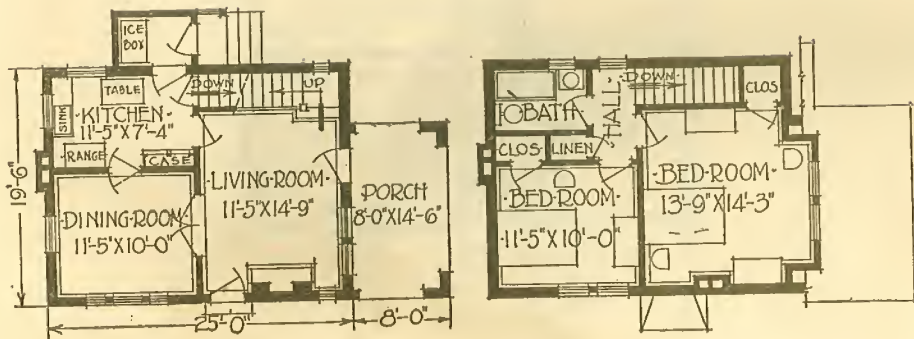 ICE
BOX
DOWN
UP
TABLE
SINK
·KITCHEN·
11'-5"X7'-4"
RANGE
CASE
19'-6"
DINING-ROOM
11'-5"X10'-0"
·LIVING-ROOM·
11'-5"X14'-9"
PORCH
8'-0"X14'-6"
25'-0"
8'-0"
BATH
HALL
DOWN
CLOS
CLOS
LINEN
·BED-ROOM·
11'-5"X10'-0"
·BED-ROOM·
13'-9"X14'-3"